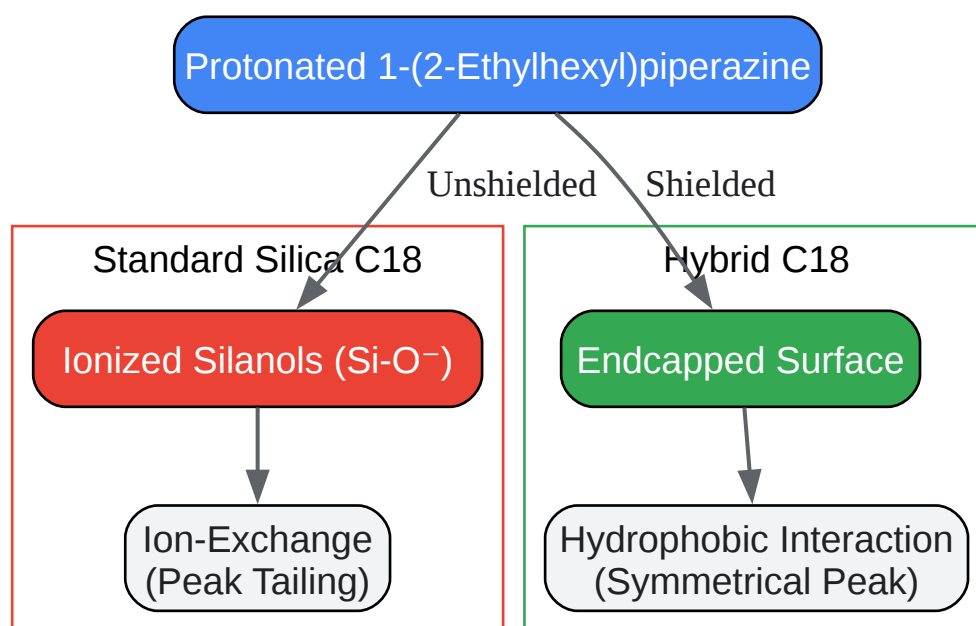 Protonated 1-(2-Ethylhexyl)piperazine
Unshielded
Shielded
Standard Silica C18
Hybrid C18
Ionized Silanols (Si-O⁻)
Endcapped Surface
Ion-Exchange
(Peak Tailing)
Hydrophobic Interaction
(Symmetrical Peak)